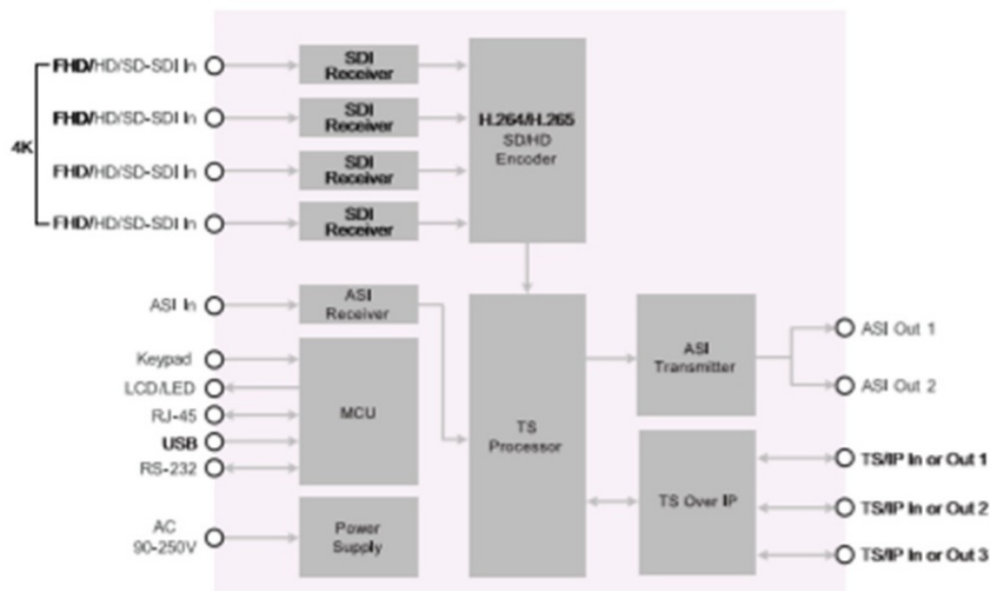 FHD/HD/SD-SDI In
FHD/HD/SD-SDI In
4K
FHD/HD/SD-SDI In
FHD/HD/SD-SDI In
SDI
Receiver
SDI
Receiver
SDI
Receiver
SDI
Receiver
H.264/H.265
SD/HD
Encoder
ASI In
ASI
Receiver
Keypad
LCD/LED
RJ-45
USB
RS-232
MCU
AC
90-250V
Power
Supply
TS
Processor
ASI
Transmitter
ASI Out 1
ASI Out 2
TS Over IP
TS/IP In or Out 1
TS/IP In or Out 2
TS/IP In or Out 3